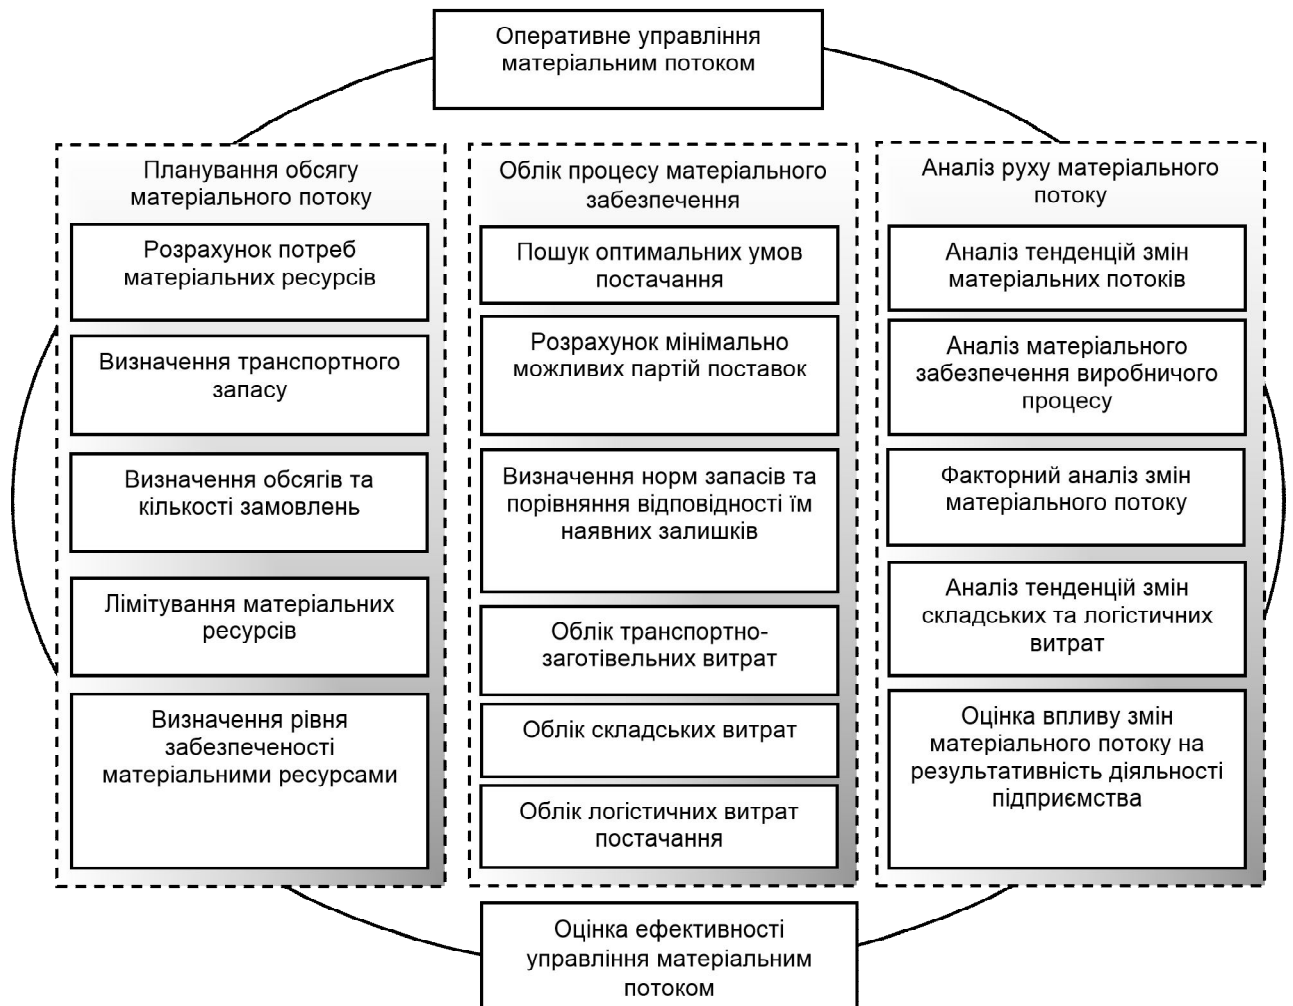 Оперативне управління
матеріальним потоком
Планування обсягу
матеріального потоку
Розрахунок потреб
матеріальних ресурсів
Визначення транспортного
запасу
Визначення обсягів та
кількості замовлень
Лімітування матеріальних
ресурсів
Визначення рівня
забезпеченості
матеріальними ресурсами
Облік процесу матеріального
забезпечення
Пошук оптимальних умов
постачання
Розрахунок мінімально
можливих партій поставок
Визначення норм запасів та
порівняння відповідності їм
наявних залишків
Облік транспортно-
заготівельних витрат
Облік складських витрат
Облік логістичних витрат
постачання
Аналіз руху матеріального
потоку
Аналіз тенденцій змін
матеріальних потоків
Аналіз матеріального
забезпечення виробничого
процесу
Факторний аналіз змін
матеріального потоку
Аналіз тенденцій змін
складських та логістичних
витрат
Оцінка впливу змін
матеріального потоку на
результативність діяльності
підприємства
Оцінка ефективності
управління матеріальним
потоком